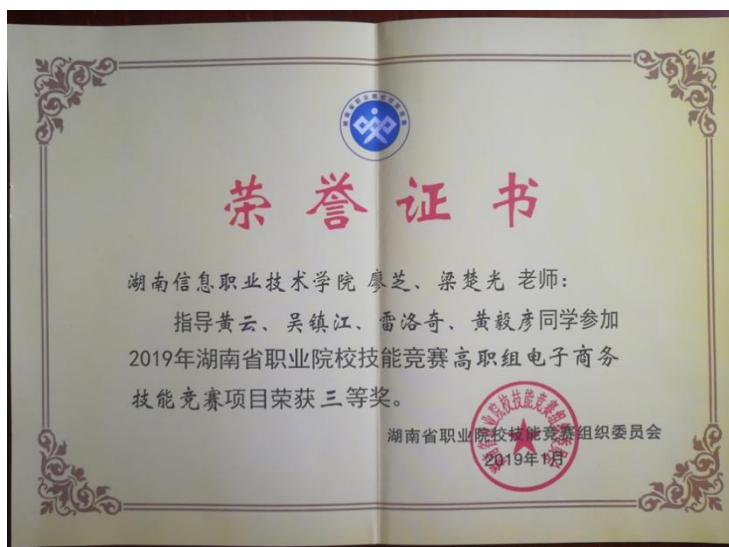 荣誉证书
湖南信息职业技术学院 廖芝、梁楚光 老师：
指导黄云、吴镇江、雷洛奇、黄毅彦同学参加
2019年湖南省职业院校技能竞赛高职组电子商务
技能竞赛项目荣获三等奖。
湖南省职业院校技能竞赛组织委员会
2019年1月